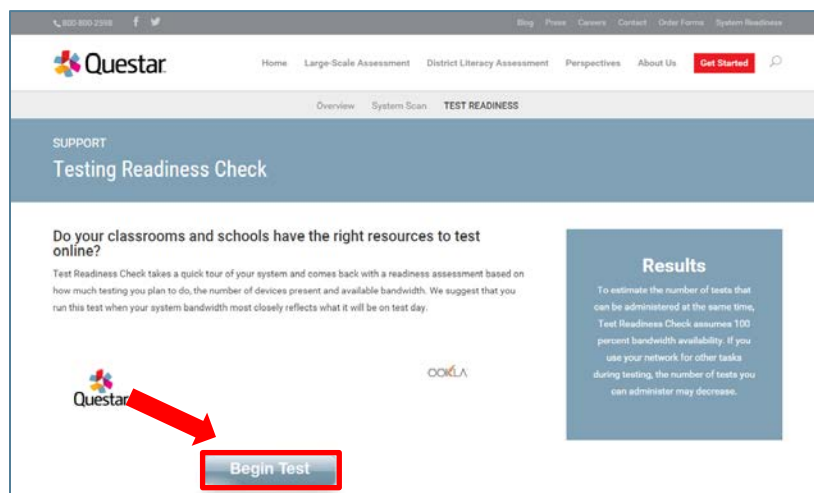 800-800-2598
Blog Press Careers Contact Order Forms System Readiness
Questar
Home Large-Scale Assessment District Literacy Assessment Perspectives About Us Get Started
Overview System Scan TEST READINESS
SUPPORT
Testing Readiness Check
Do your classrooms and schools have the right resources to test
online?
Test Readiness Check takes a quick tour of your system and comes back with a readiness assessment based on
how much testing you plan to do, the number of devices present and available bandwidth. We suggest that you
run this test when your system bandwidth most closely reflects what it will be on test day.
Results
To estimate the number of tests that
can be administered at the same time,
Test Readiness Check assumes 100
percent bandwidth availability. If you
use your network for other tasks
during testing, the number of tests you
can administer may decrease.
Questar
OOKLA
Begin Test